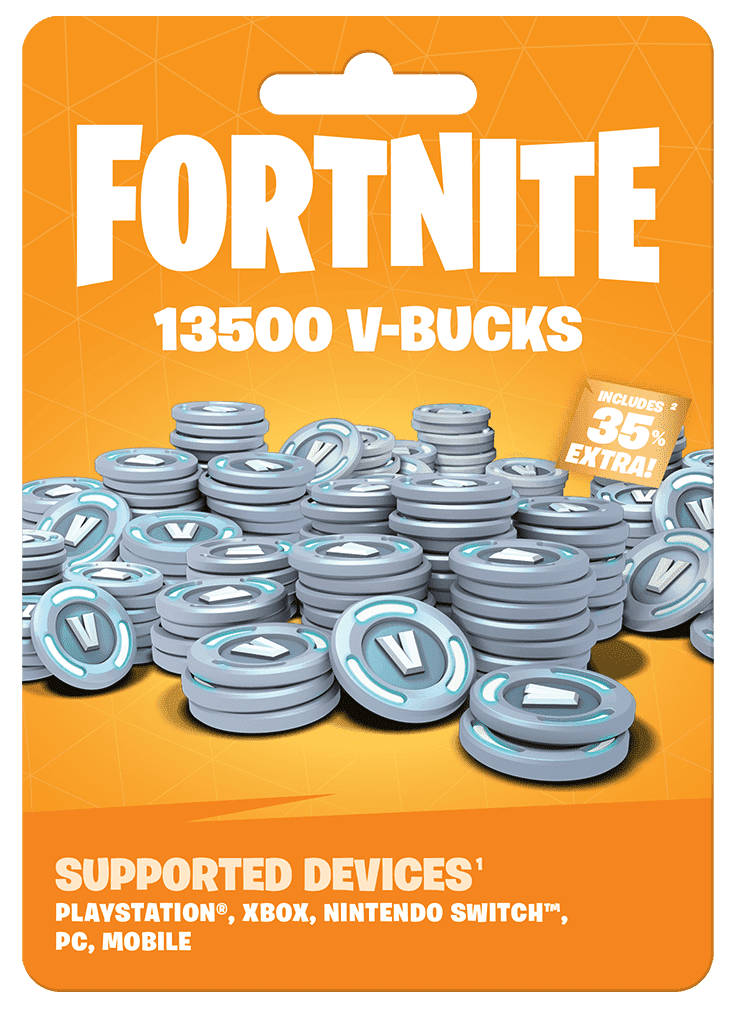 FORTNITE
13500 V-BUCKS
INCLUDES ²
35%
EXTRA!
SUPPORTED DEVICES¹
PLAYSTATION®, XBOX, NINTENDO SWITCH™,
PC, MOBILE